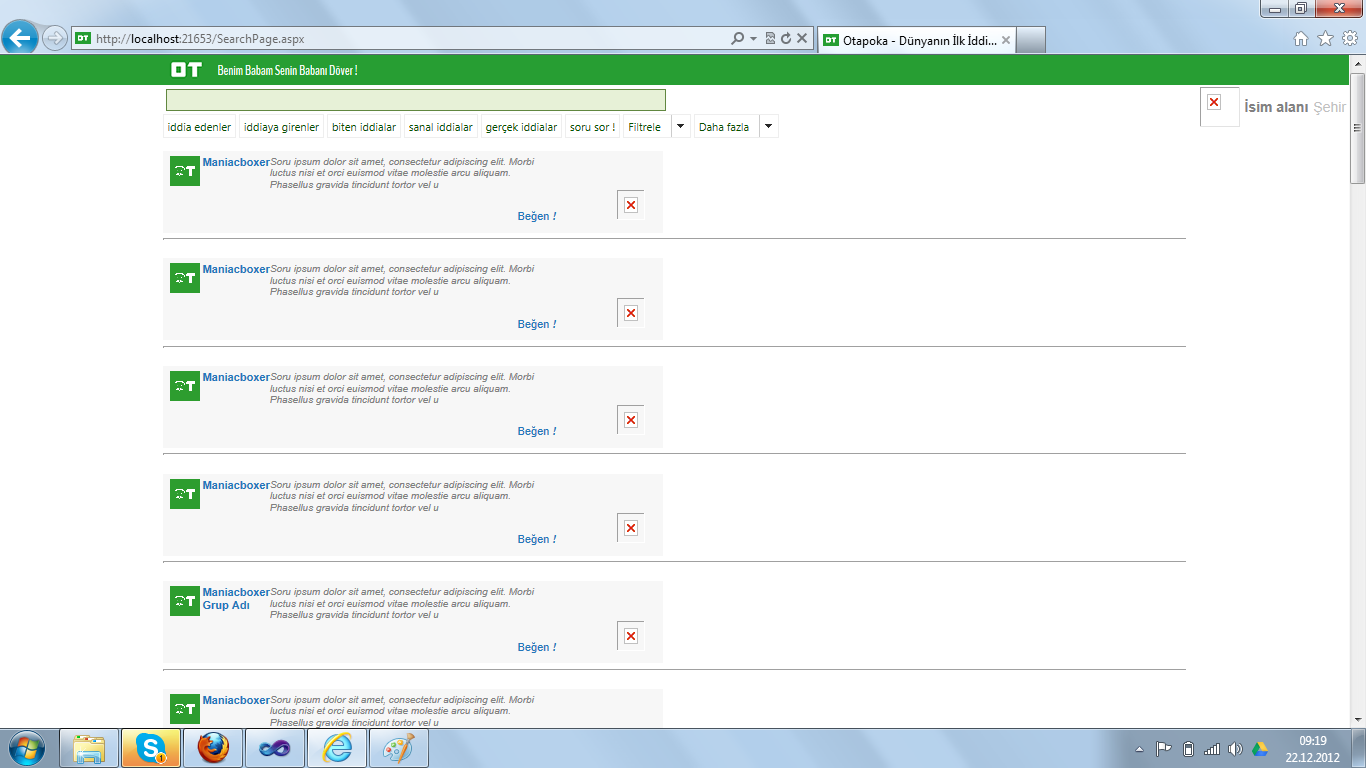 http://localhost:21653/SearchPage.aspx
OT Otapoka - Dünyanın İlk İddi...
OT Benim Babam Senin Babanı Döver !
İsim alanı Şehir
iddia edenler iddiaya girenler biten iddialar sanal iddialar gerçek iddialar soru sor ! Filtrele Daha fazla
OT Maniacboxer Soru ipsum dolor sit amet, consectetur adipiscing elit. Morbi
luctus nisi et orci euismod vitae molestie arcu aliquam.
Phasellus gravida tincidunt tortor vel u
Beğen !
OT Maniacboxer Soru ipsum dolor sit amet, consectetur adipiscing elit. Morbi
luctus nisi et orci euismod vitae molestie arcu aliquam.
Phasellus gravida tincidunt tortor vel u
Beğen !
OT Maniacboxer Soru ipsum dolor sit amet, consectetur adipiscing elit. Morbi
luctus nisi et orci euismod vitae molestie arcu aliquam.
Phasellus gravida tincidunt tortor vel u
Beğen !
OT Maniacboxer Soru ipsum dolor sit amet, consectetur adipiscing elit. Morbi
luctus nisi et orci euismod vitae molestie arcu aliquam.
Phasellus gravida tincidunt tortor vel u
Beğen !
OT Maniacboxer Soru ipsum dolor sit amet, consectetur adipiscing elit. Morbi
Grup Adı luctus nisi et orci euismod vitae molestie arcu aliquam.
Phasellus gravida tincidunt tortor vel u
Beğen !
OT Maniacboxer Soru ipsum dolor sit amet, consectetur adipiscing elit. Morbi
luctus nisi et orci euismod vitae molestie arcu aliquam.
Phasellus gravida tincidunt tortor vel u
1
09:19
22.12.2012